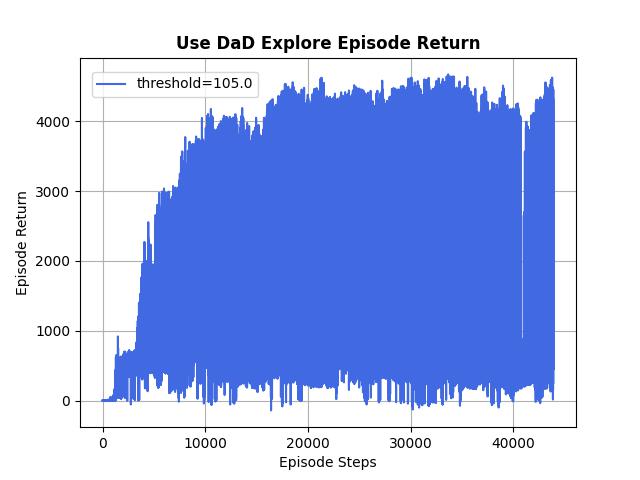 Use DaD Explore Episode Return
threshold=105.0
Episode Return
4000
3000
2000
1000
0
0 10000 20000 30000 40000
Episode Steps